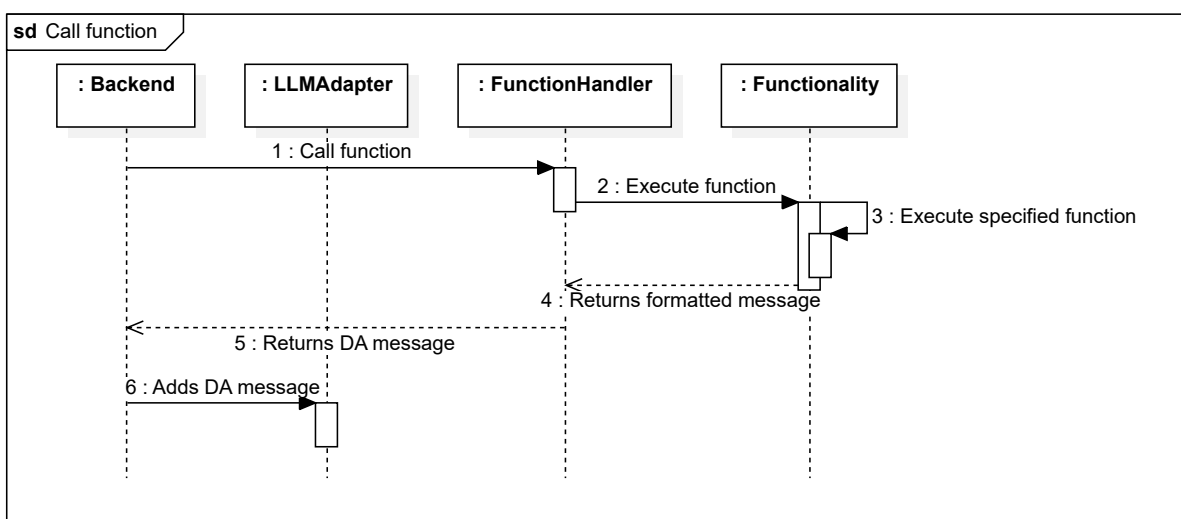 sd Call function
: Backend
: LLMAdapter
: FunctionHandler
: Functionality
1 : Call function
2 : Execute function
3 : Execute specified function
4 : Returns formatted message
5 : Returns DA message
6 : Adds DA message